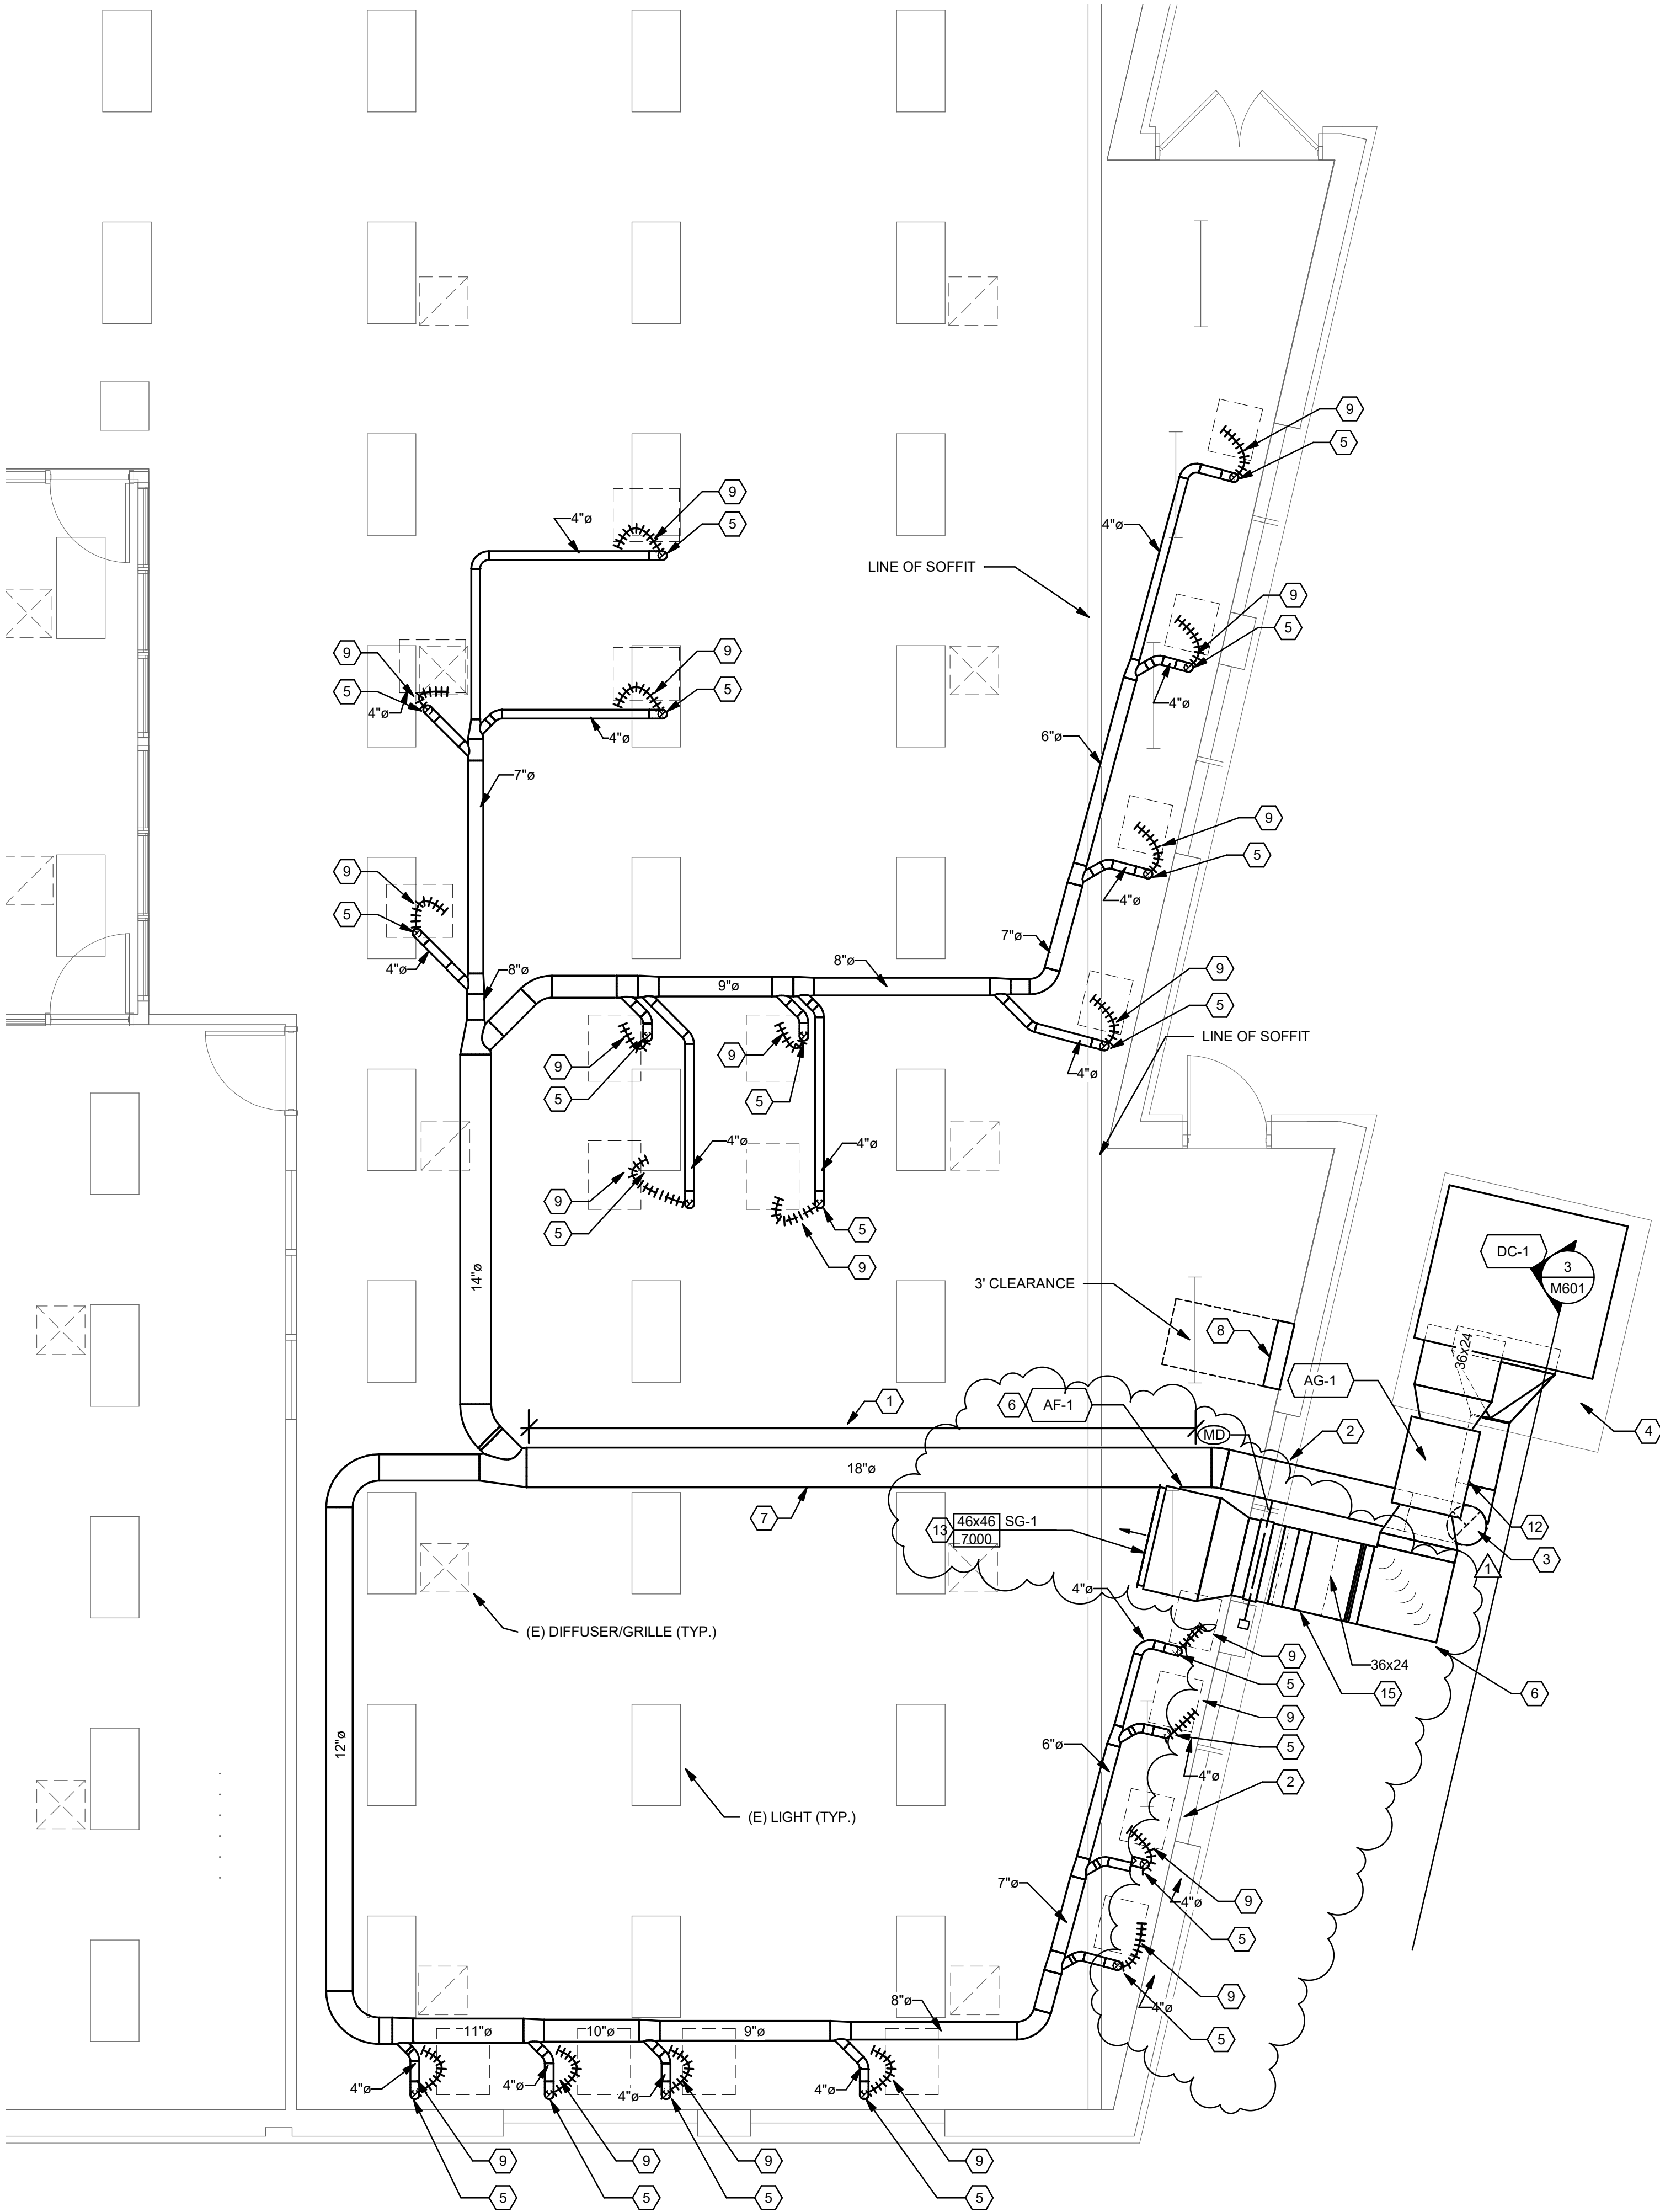 9
5
4"ø
9
5
4"ø
LINE OF SOFFIT
9
5
9
5
4"ø
9
5
4"ø
4"ø
6"ø
7"ø
9
5
4"ø
9
5
4"ø
7"ø
8"ø
8"ø
9"ø
9
5
LINE OF SOFFIT
4"ø
9
5
9
5
4"ø
4"ø
9
5
5
9
14"ø
3' CLEARANCE
8
DC-1
3
M601
36x24
AG-1
1
6
AF-1
MD
2
4
18"ø
7
13
46x46
7000
SG-1
12
3
1
4"ø
(E) DIFFUSER/GRILLE (TYP.)
9
36x24
5
15
6
9
12"ø
6"ø
5
4"ø
2
(E) LIGHT (TYP.)
7"ø
9
4"ø
5
9
4"ø
8"ø
5
11"ø
10"ø
9"ø
4"ø
4"ø
4"ø
4"ø
9
9
9
9
5
5
5
5